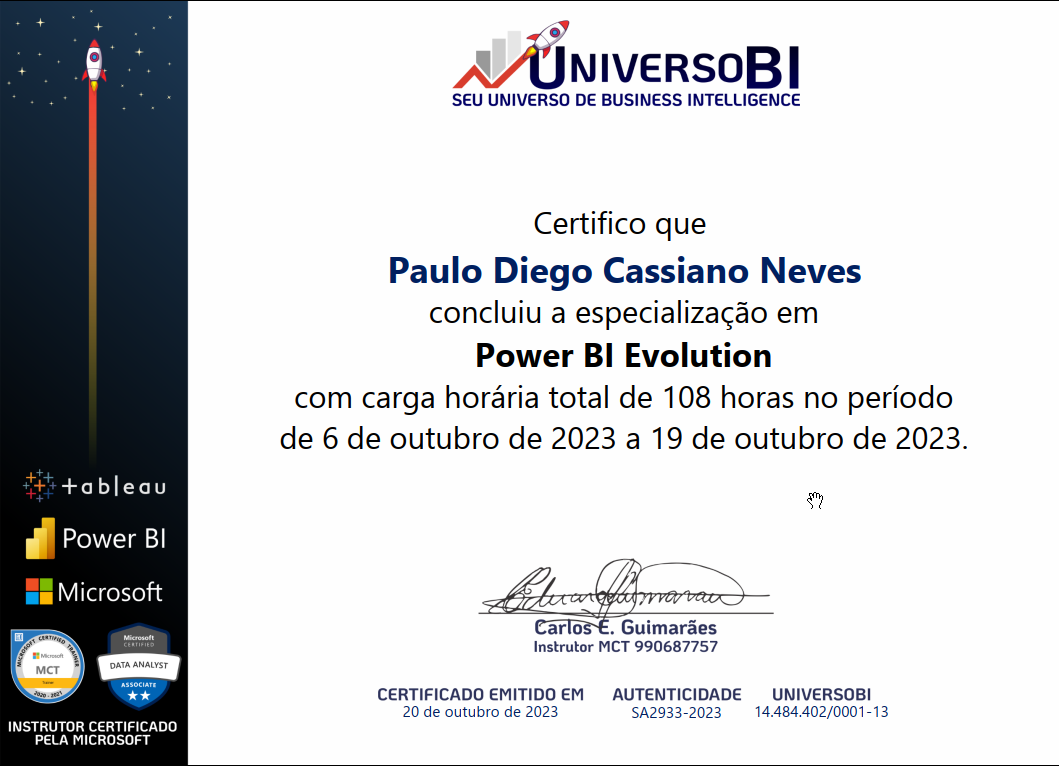 UNIVERSOBI
SEU UNIVERSO DE BUSINESS INTELLIGENCE
Certifico que
Paulo Diego Cassiano Neves
concluiu a especialização em
Power BI Evolution
com carga horária total de 108 horas no período
de 6 de outubro de 2023 a 19 de outubro de 2023.
+ableau
Power BI
Microsoft
MICROSOFT CERTIFIED TRAINER
Microsoft
MCT
Trainer
2020 - 2021
Microsoft
CERTIFIED
DATA ANALYST
ASSOCIATE
INSTRUTOR CERTIFICADO
PELA MICROSOFT
Carlos E. Guimarães
Instrutor MCT 990687757
CERTIFICADO EMITIDO EM
20 de outubro de 2023
AUTENTICIDADE
SA2933-2023
UNIVERSOBI
14.484.402/0001-13